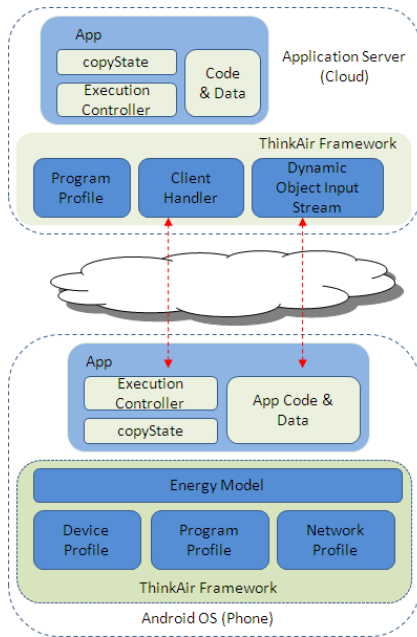 App
copyState
Execution
Controller
Code
& Data
Application Server
(Cloud)
ThinkAir Framework
Program
Profile
Client
Handler
Dynamic
Object Input
Stream
App
Execution
Controller
copyState
App Code &
Data
Energy Model
Device
Profile
Program
Profile
Network
Profile
ThinkAir Framework
Android OS (Phone)